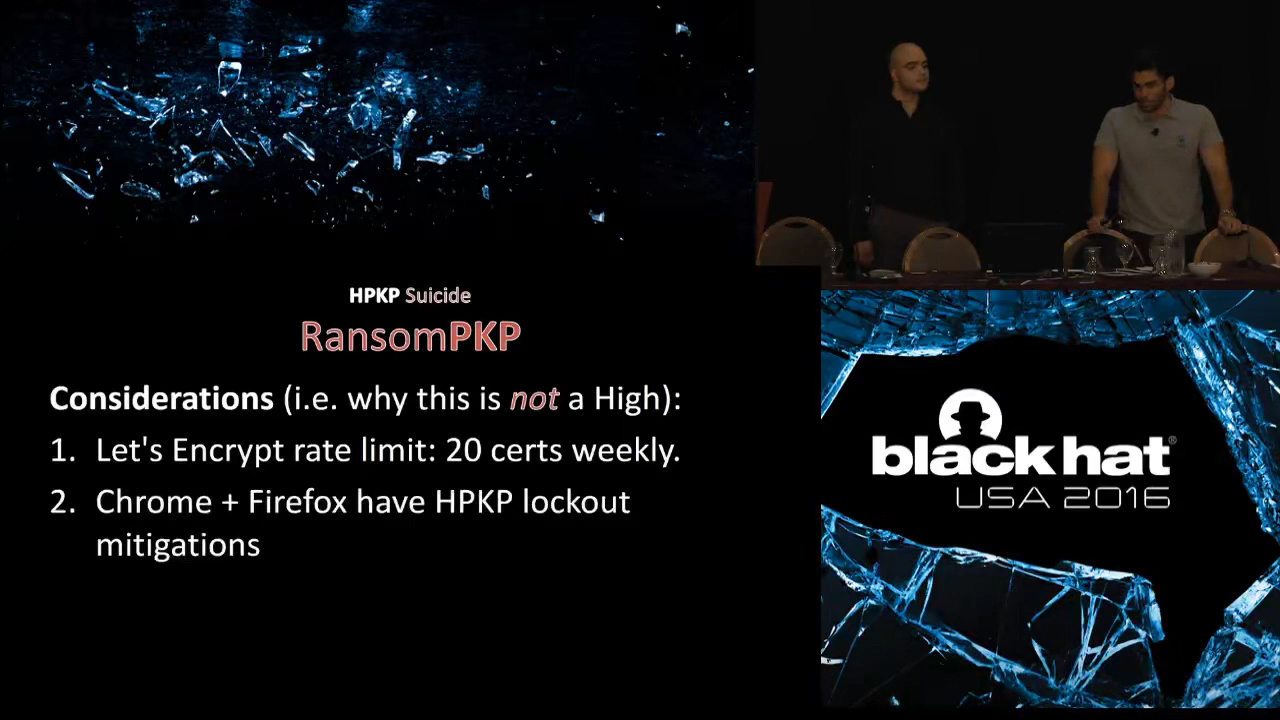 HPKP Suicide
RansomPKP
Considerations (i.e. why this is not a High):
1. Let's Encrypt rate limit: 20 certs weekly.
2. Chrome + Firefox have HPKP lockout
mitigations
black hat®
USA 2016